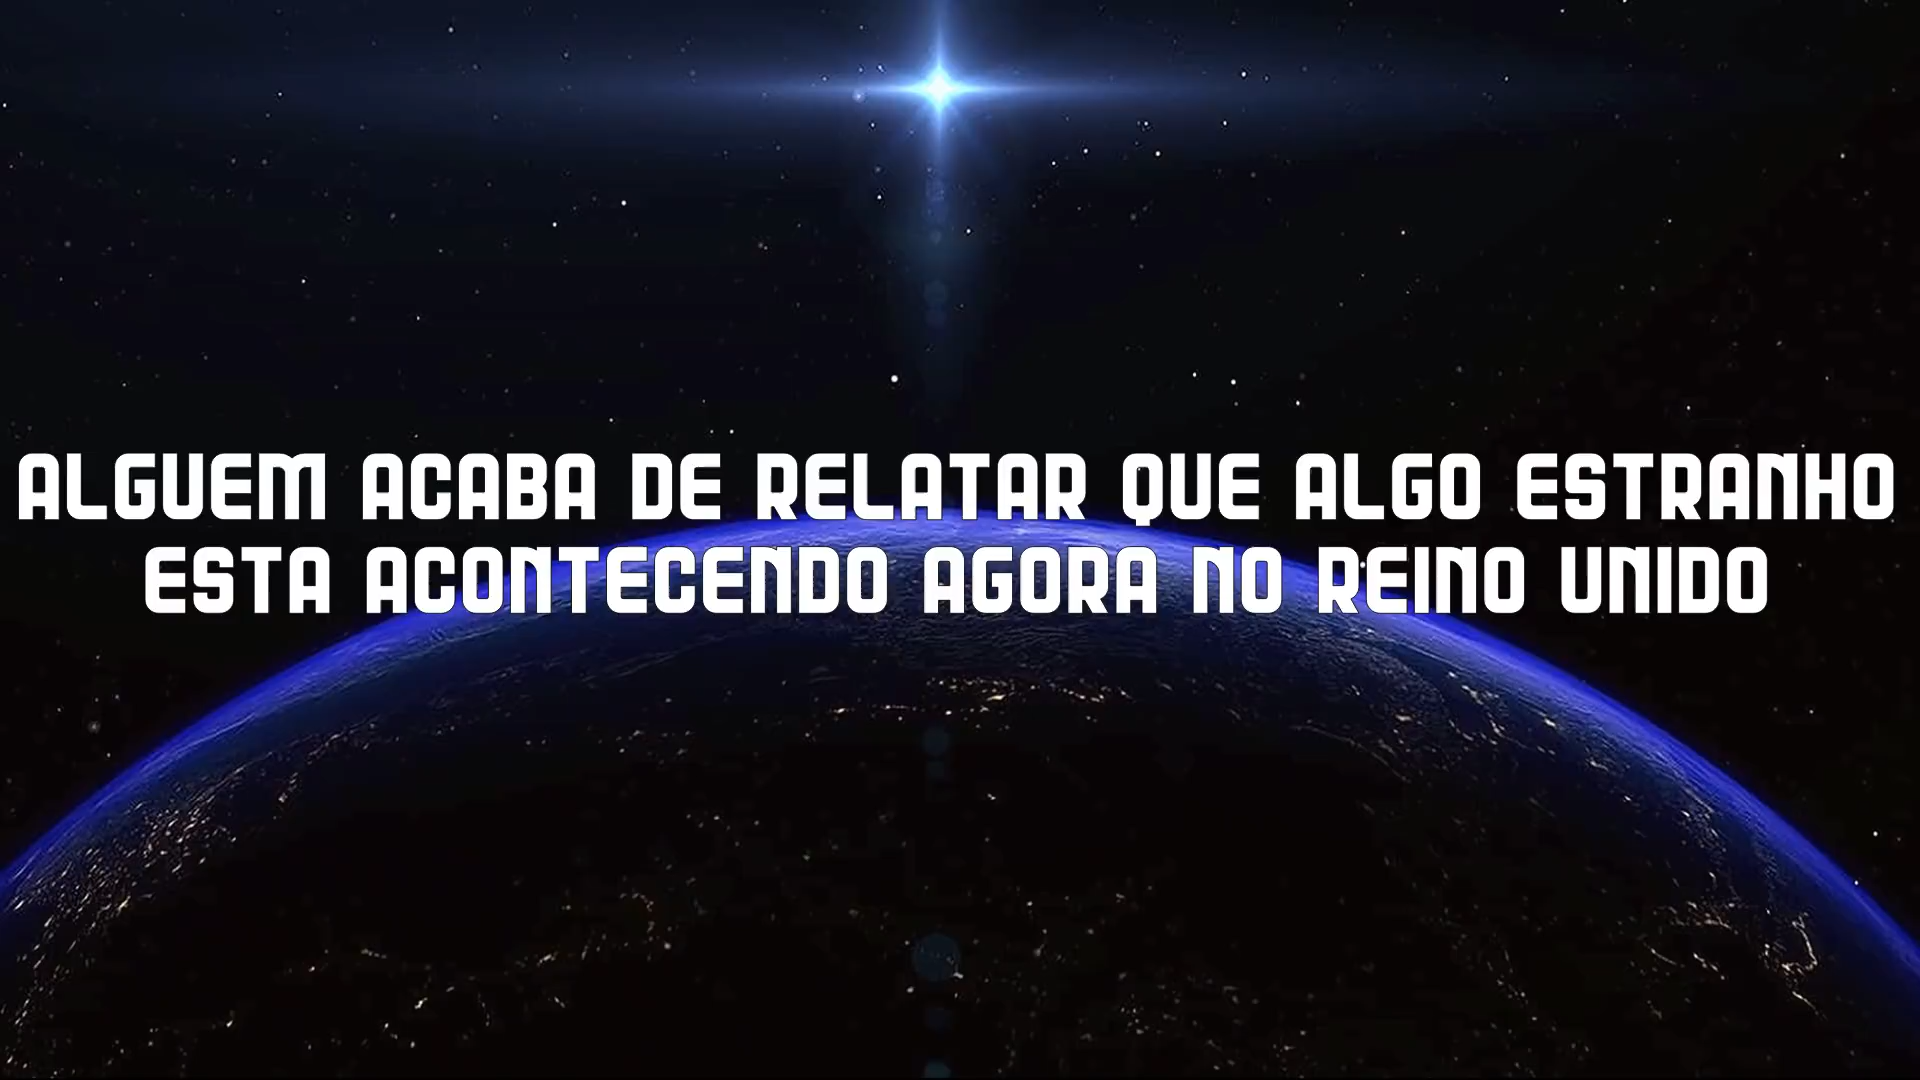 ALGUEM ACABA DE RELATAR QUE ALGO ESTRANHO
ESTA ACONTECENDO AGORA NO REINO UNIDO